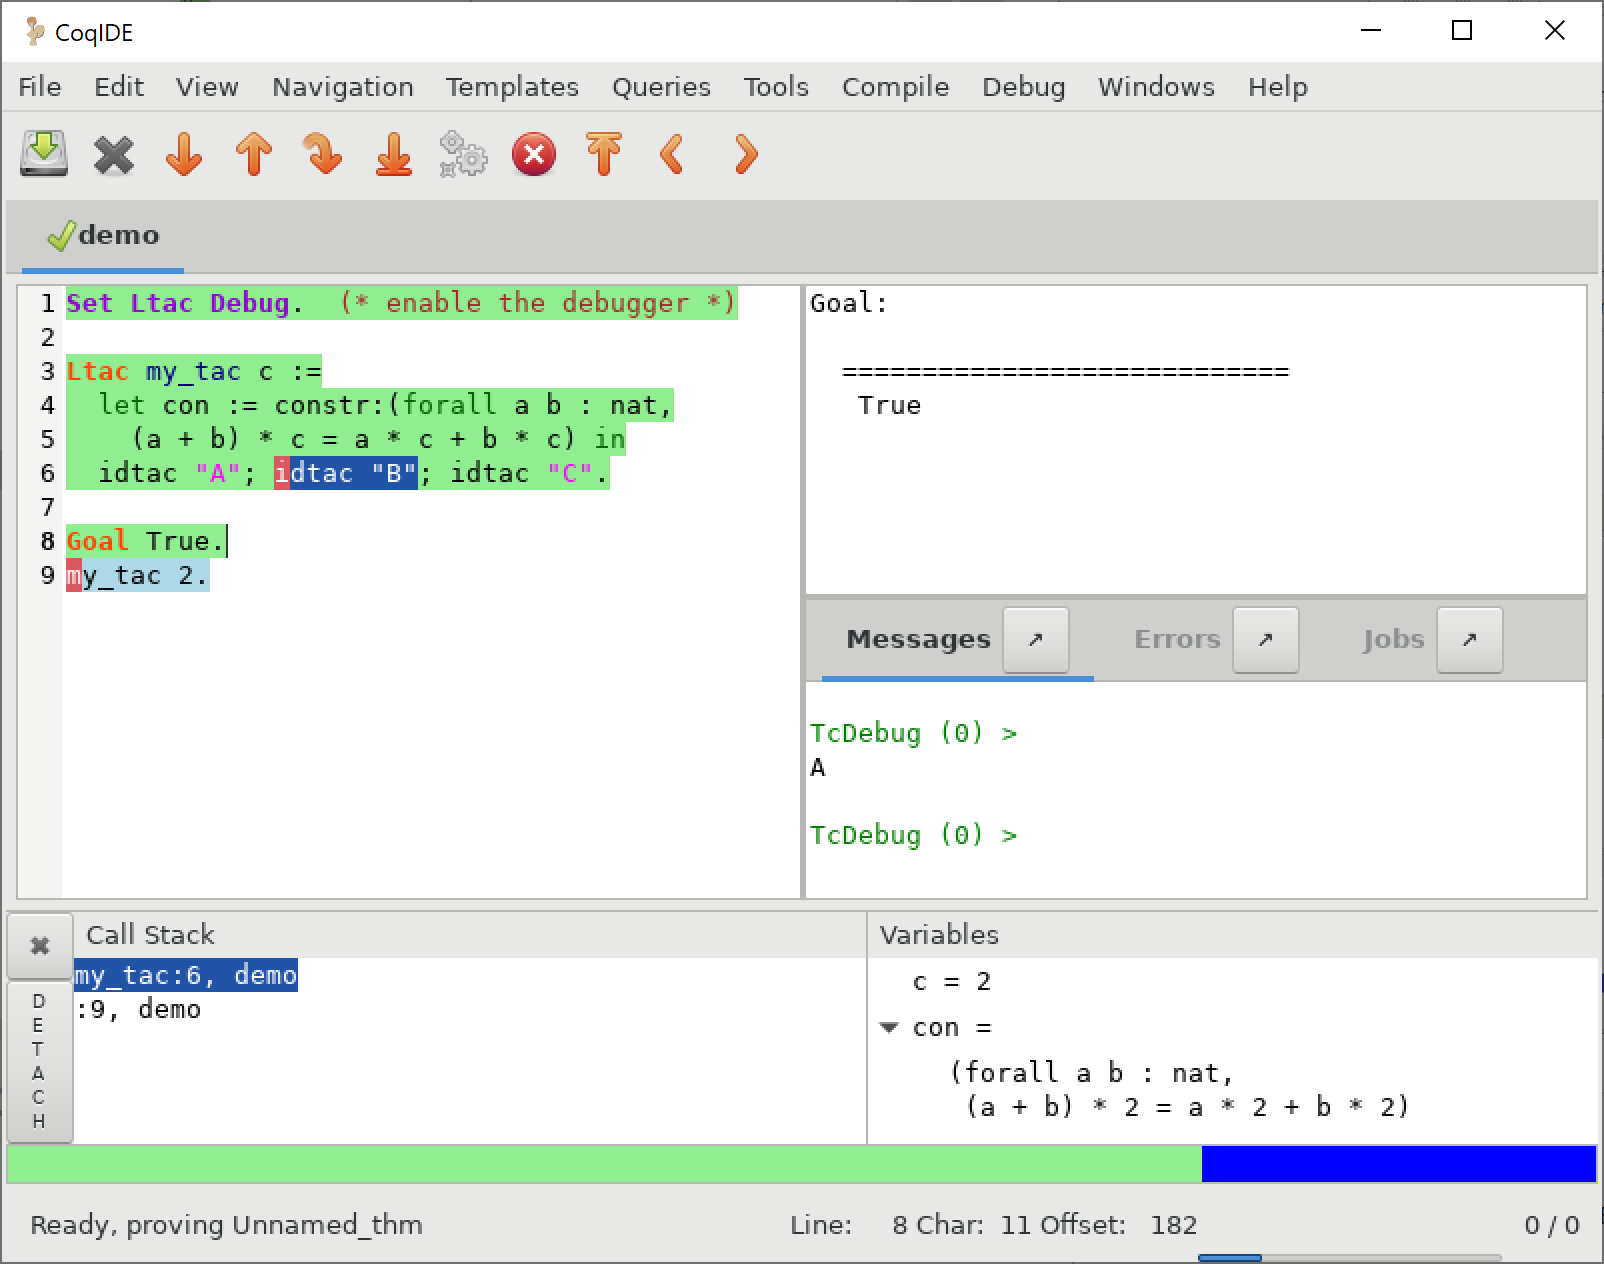 CoqIDE
File Edit View Navigation Templates Queries Tools Compile Debug Windows Help
demo
1 Set Ltac Debug.  (* enable the debugger *)
2
3 Ltac my_tac c :=
4   let con := constr:(forall a b : nat,
5     (a + b) * c = a * c + b * c) in
6   idtac "A"; idtac "B"; idtac "C".
7
8 Goal True.
9 my_tac 2.
Goal:
============================
True
Messages ↗ Errors ↗ Jobs ↗
TcDebug (0) >
A
TcDebug (0) >
DETACH
Call Stack
my_tac:6, demo
:9, demo
Variables
c = 2
con =
(forall a b : nat,
(a + b) * 2 = a * 2 + b * 2)
Ready, proving Unnamed_thm Line: 8 Char: 11 Offset: 182 0 / 0